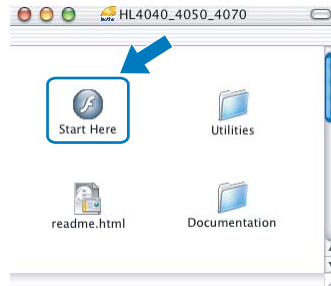 HL4040_4050_4070
Start Here
Utilities
readme.html
Documentation